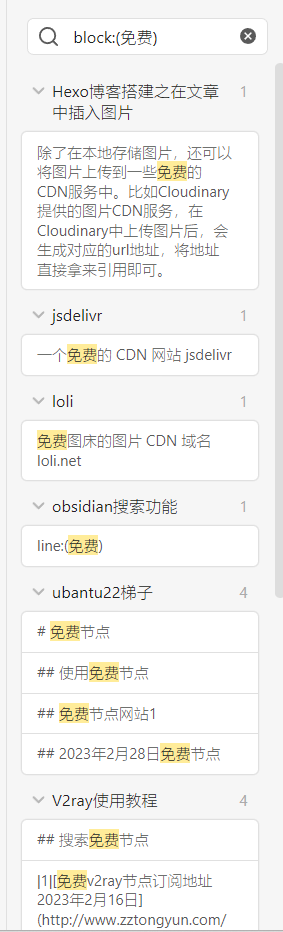 block:(免费)
Hexo博客搭建之在文章 1
中插入图片
除了在本地存储图片，还可以
将图片上传到一些免费的
CDN服务中。比如Cloudinary
提供的图片CDN服务，在
Cloudinary中上传图片后，会
生成对应的url地址，将地址
直接拿来引用即可。
jsdelivr 1
一个免费的 CDN 网站 jsdelivr
loli 1
免费图床的图片 CDN 域名
loli.net
obsidian搜索功能 1
line:(免费)
ubantu22梯子 4
# 免费节点
## 使用免费节点
## 免费节点网站1
## 2023年2月28日免费节点
V2ray使用教程 4
## 搜索免费节点
|1|[免费v2ray节点订阅地址
2023年2月16日]
(http://www.zztongyun.com/